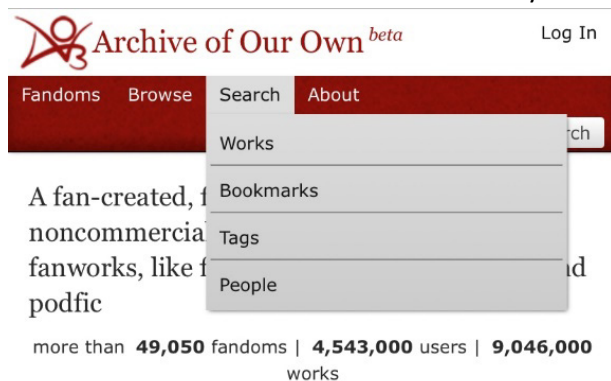 Archive of Our Own beta
Log In
Fandoms Browse Search About
rch
Works
Bookmarks
Tags
People
A fan-created, f
noncommercial
fanworks, like f
podfic
more than 49,050 fandoms | 4,543,000 users | 9,046,000
works